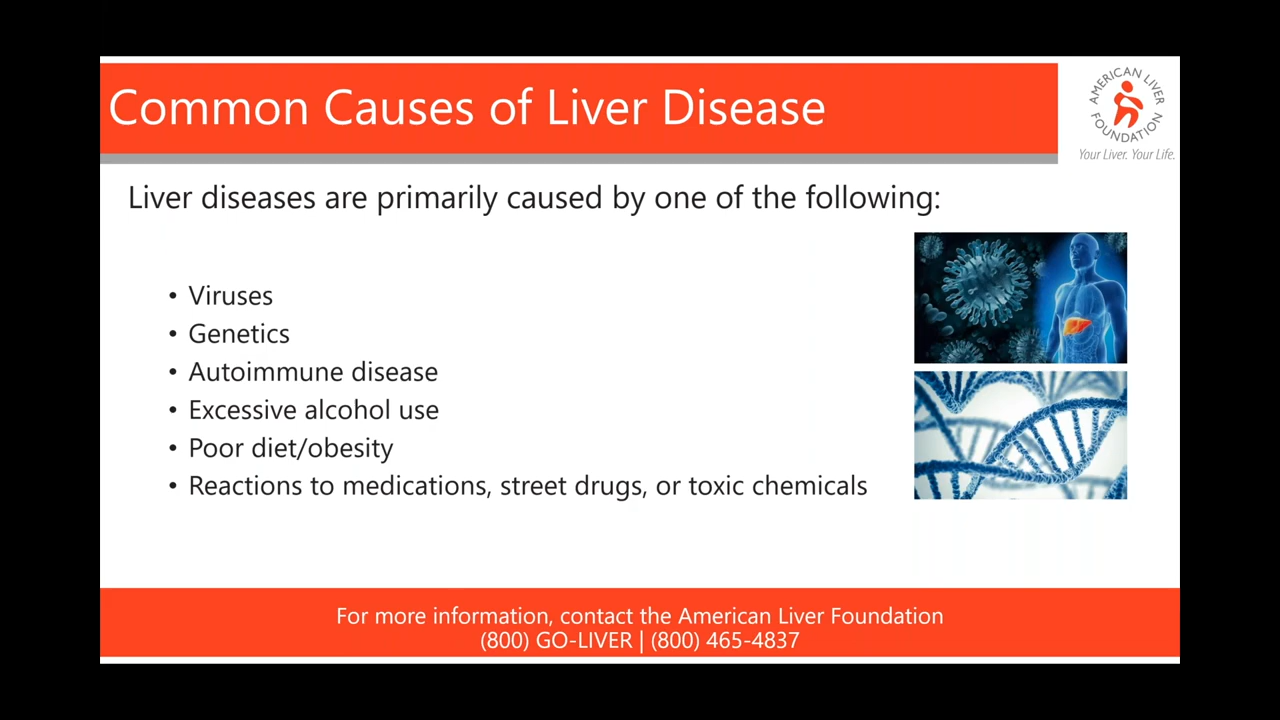 Common Causes of Liver Disease
AMERICAN LIVER
FOUNDATION
Your Liver. Your Life.
Liver diseases are primarily caused by one of the following:
• Viruses
• Genetics
• Autoimmune disease
• Excessive alcohol use
• Poor diet/obesity
• Reactions to medications, street drugs, or toxic chemicals
For more information, contact the American Liver Foundation
(800) GO-LIVER | (800) 465-4837